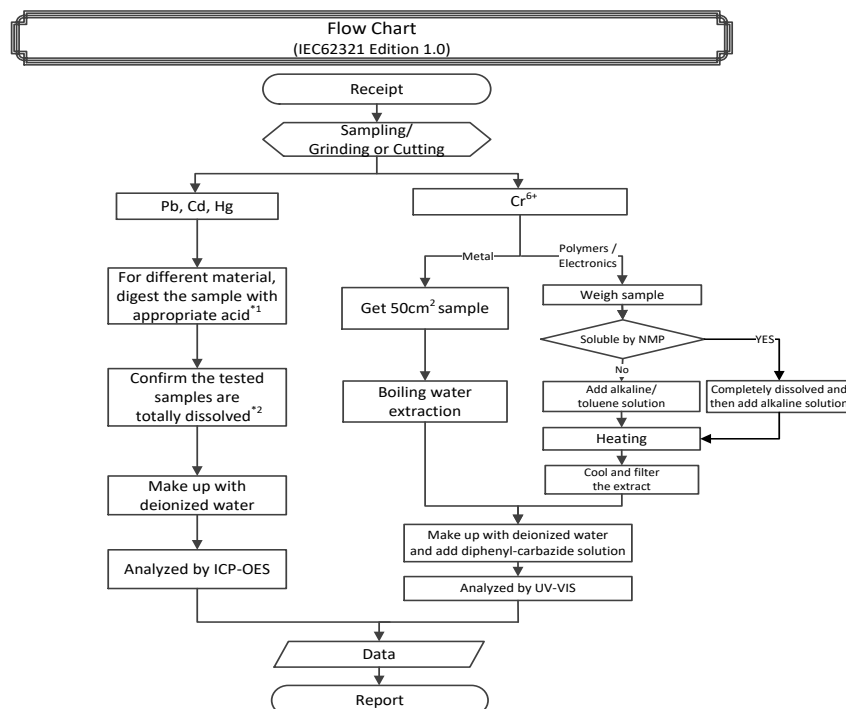 Flow Chart
(IEC62321 Edition 1.0)
Receipt
Sampling/
Grinding or Cutting
Pb, Cd, Hg
Cr6+
Metal
Polymers /
Electronics
For different material,
digest the sample with
appropriate acid*1
Get 50cm2 sample
Weigh sample
Soluble by NMP
YES
No
Confirm the tested
samples are
totally dissolved*2
Boiling water
extraction
Add alkaline/
toluene solution
Completely dissolved and
then add alkaline solution
Heating
Cool and filter
the extract
Make up with
deionized water
Make up with deionized water
and add diphenyl-carbazide solution
Analyzed by ICP-OES
Analyzed by UV-VIS
Data
Report